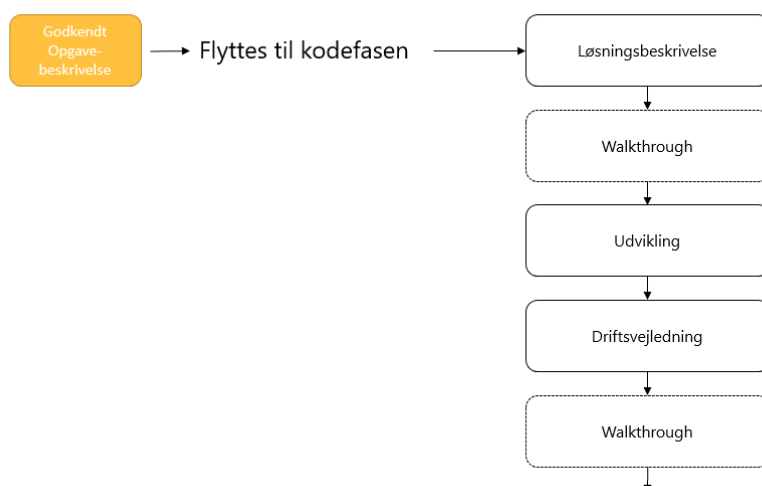 Godkendt
Opgave-
beskrivelse
Flyttes til kodefasen
Løsningsbeskrivelse
Walkthrough
Udvikling
Driftsvejledning
Walkthrough